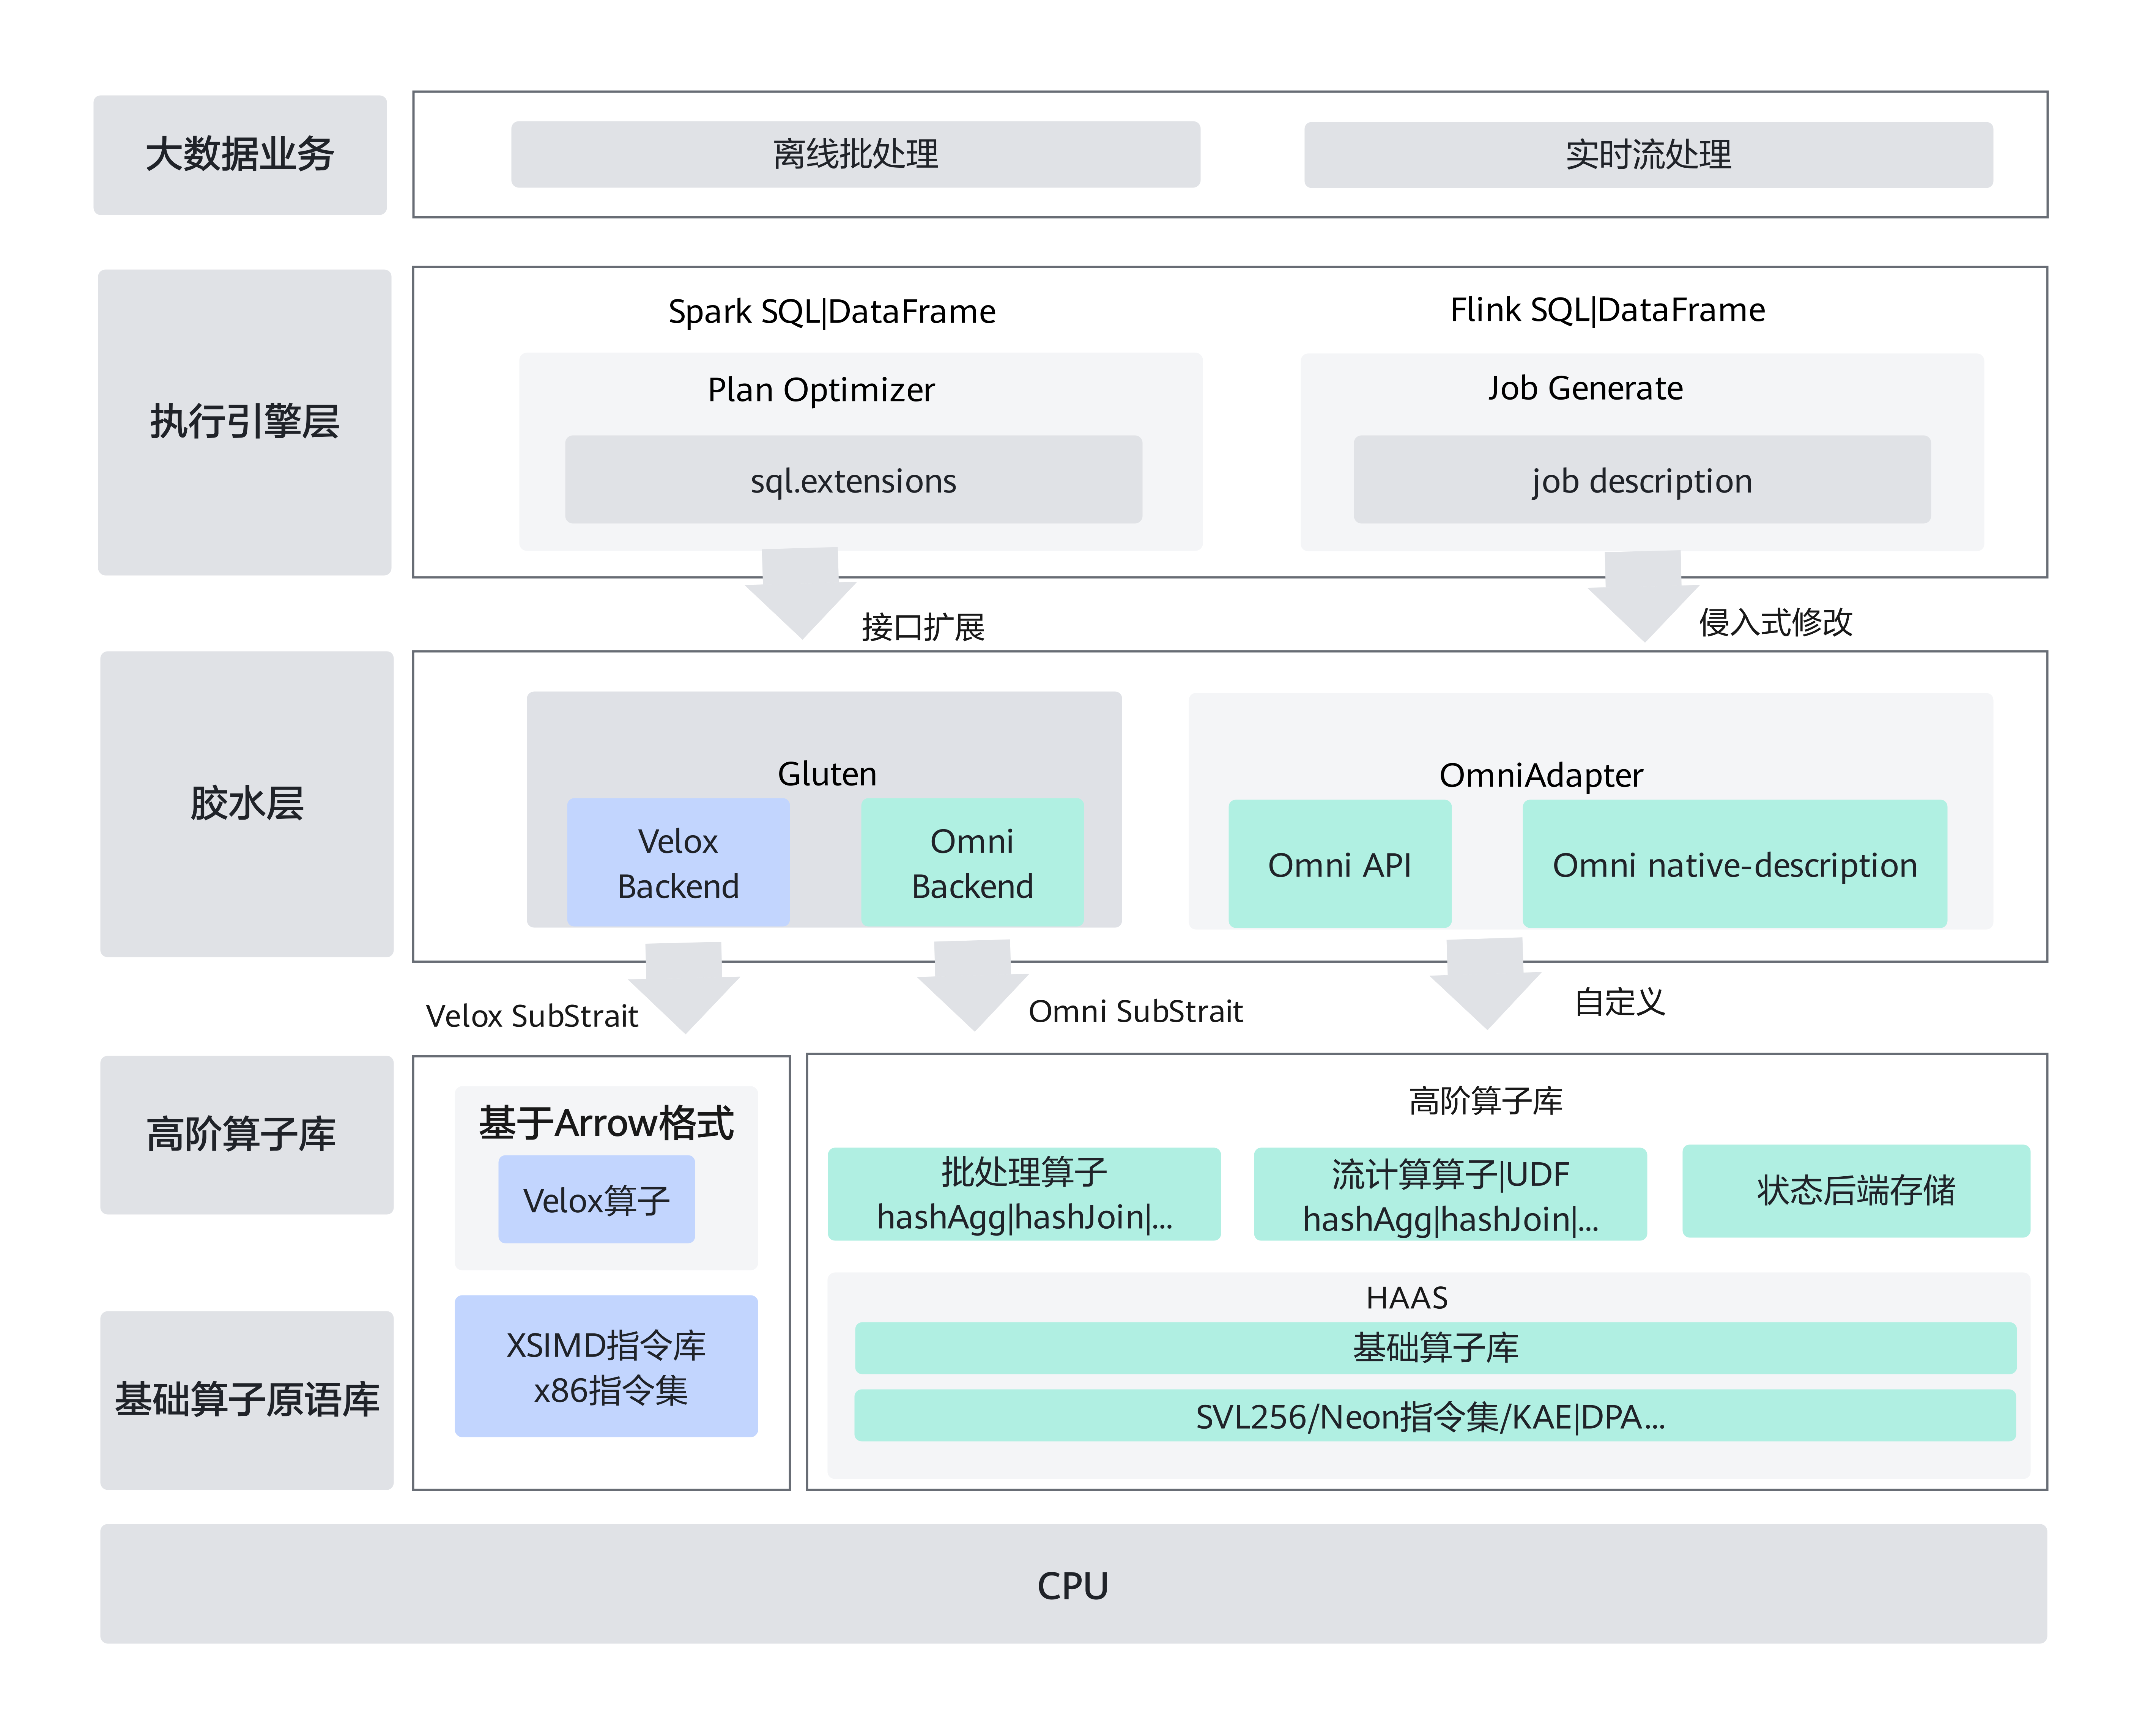 大数据业务
离线批处理
实时流处理
执行引擎层
Spark SQL|DataFrame
Flink SQL|DataFrame
Plan Optimizer
Job Generate
sql.extensions
job description
接口扩展
侵入式修改
胶水层
Gluten
OmniAdapter
Velox
Backend
Omni
Backend
Omni API
Omni native-description
Velox SubStrait
Omni SubStrait
自定义
高阶算子库
基于Arrow格式
Velox算子
高阶算子库
批处理算子
hashAgg|hashJoin|...
流计算算子|UDF
hashAgg|hashJoin|...
状态后端存储
基础算子原语库
XSIMD指令库
x86指令集
HAAS
基础算子库
SVL256/Neon指令集/KAE|DPA...
CPU